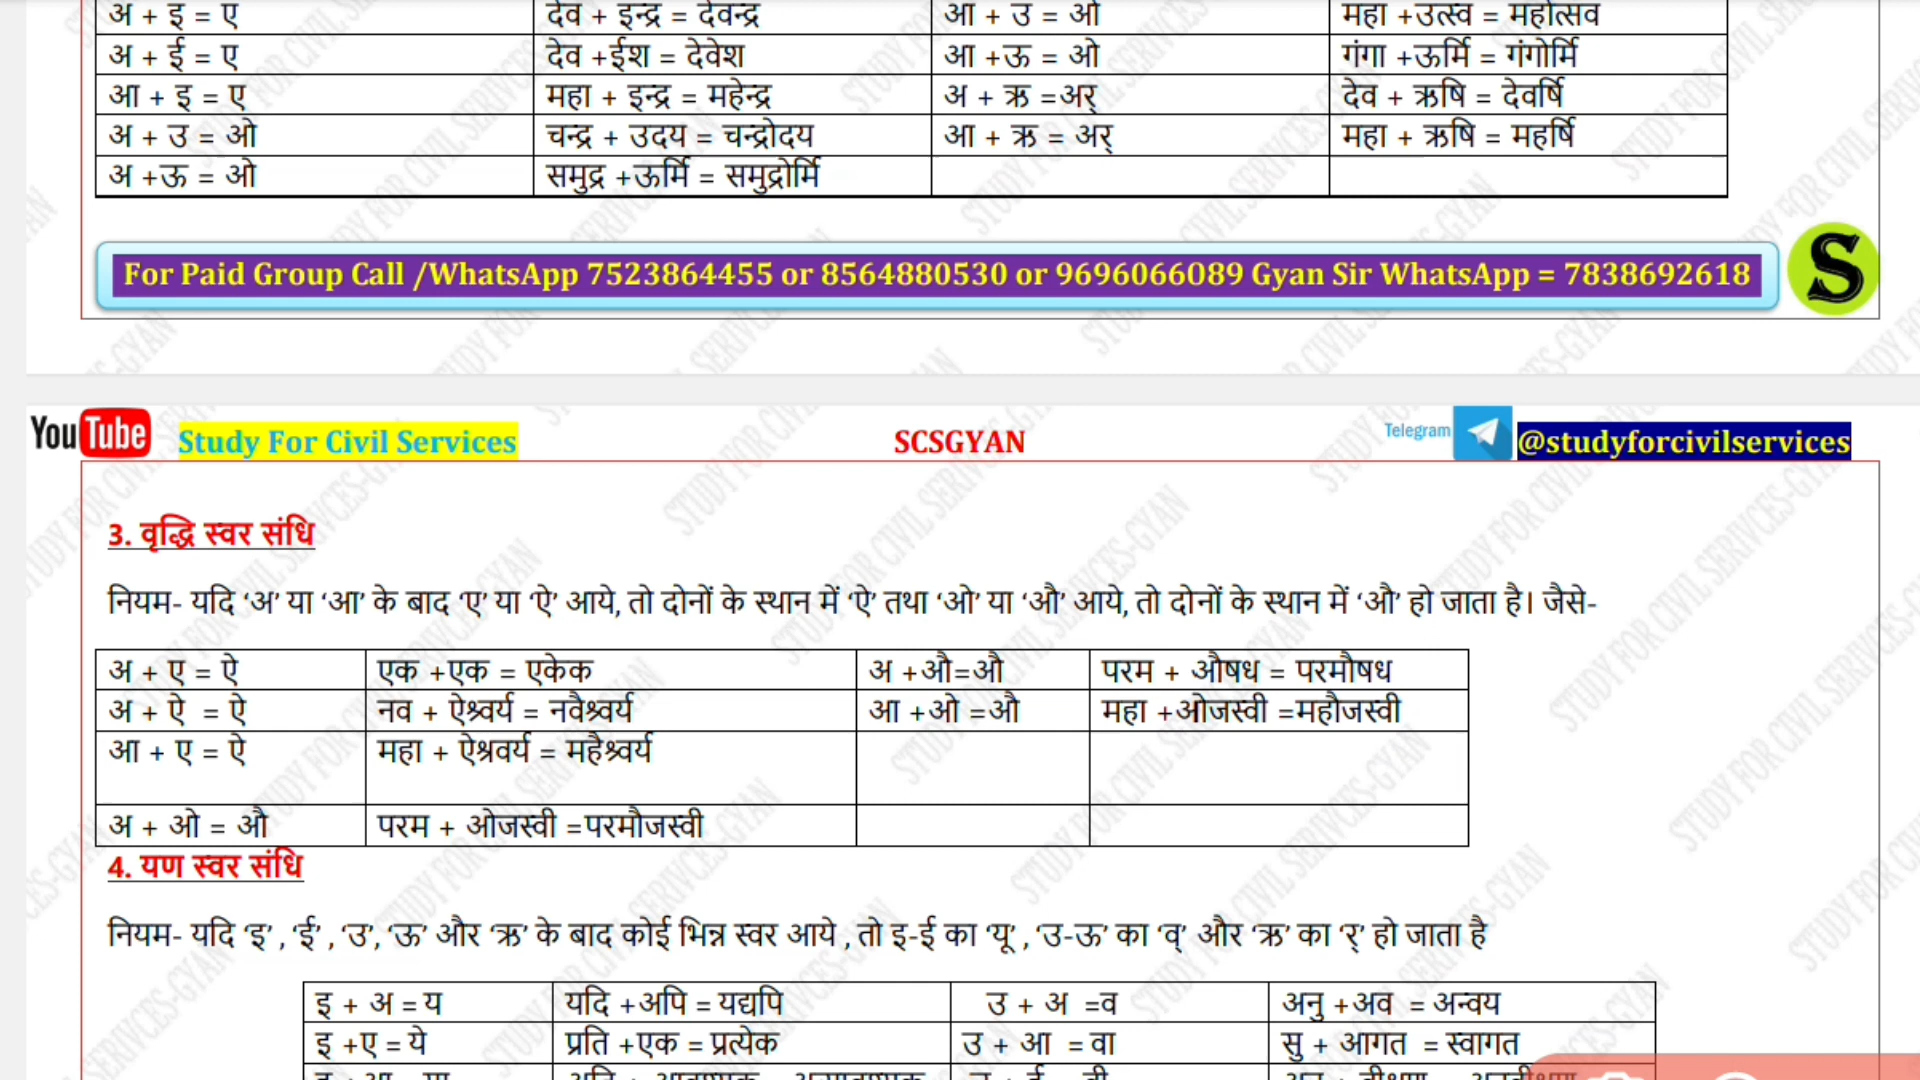 अ + इ = ए देव + इन्द्र = देवन्द्र आ + उ = ओ महा +उत्स्व = महोत्सव
अ + ई = ए देव +ईश = देवेश आ +ऊ = ओ गंगा +ऊर्मि = गंगोर्मि
आ + इ = ए महा + इन्द्र = महेन्द्र अ + ऋ =अर् देव + ऋषि = देवर्षि
अ + उ = ओ चन्द्र + उदय = चन्द्रोदय आ + ऋ = अर् महा + ऋषि = महर्षि
अ +ऊ = ओ समुद्र +ऊर्मि = समुद्रोर्मि
For Paid Group Call /WhatsApp 7523864455 or 8564880530 or 9696066089 Gyan Sir WhatsApp = 7838692618
S
YouTube Study For Civil Services SCSGYAN Telegram @studyforcivilservices
3. वृद्धि स्वर संधि
नियम- यदि ‘अ’ या ‘आ’ के बाद ‘ए’ या ‘ऐ’ आये, तो दोनों के स्थान में ‘ऐ’ तथा ‘ओ’ या ‘औ’ आये, तो दोनों के स्थान में ‘औ’ हो जाता है। जैसे-
अ + ए = ऐ एक +एक = एकेक अ +औ=औ परम + औषध = परमौषध
अ + ऐ = ऐ नव + ऐश्र्वर्य = नवैश्र्वर्य आ +ओ =औ महा +ओजस्वी =महौजस्वी
आ + ए = ऐ महा + ऐश्रवर्य = महैश्र्वर्य
अ + ओ = औ परम + ओजस्वी =परमौजस्वी
4. यण स्वर संधि
नियम- यदि ‘इ’ , ‘ई’ , ‘उ’, ‘ऊ’ और ‘ऋ’ के बाद कोई भिन्न स्वर आये , तो इ-ई का ‘यू’ , ‘उ-ऊ’ का ‘व्’ और ‘ऋ’ का ‘र्’ हो जाता है
इ + अ = य यदि +अपि = यद्यपि उ + अ =व अनु +अव = अन्वय
इ +ए = ये प्रति +एक = प्रत्येक उ + आ = वा सु + आगत = स्वागत